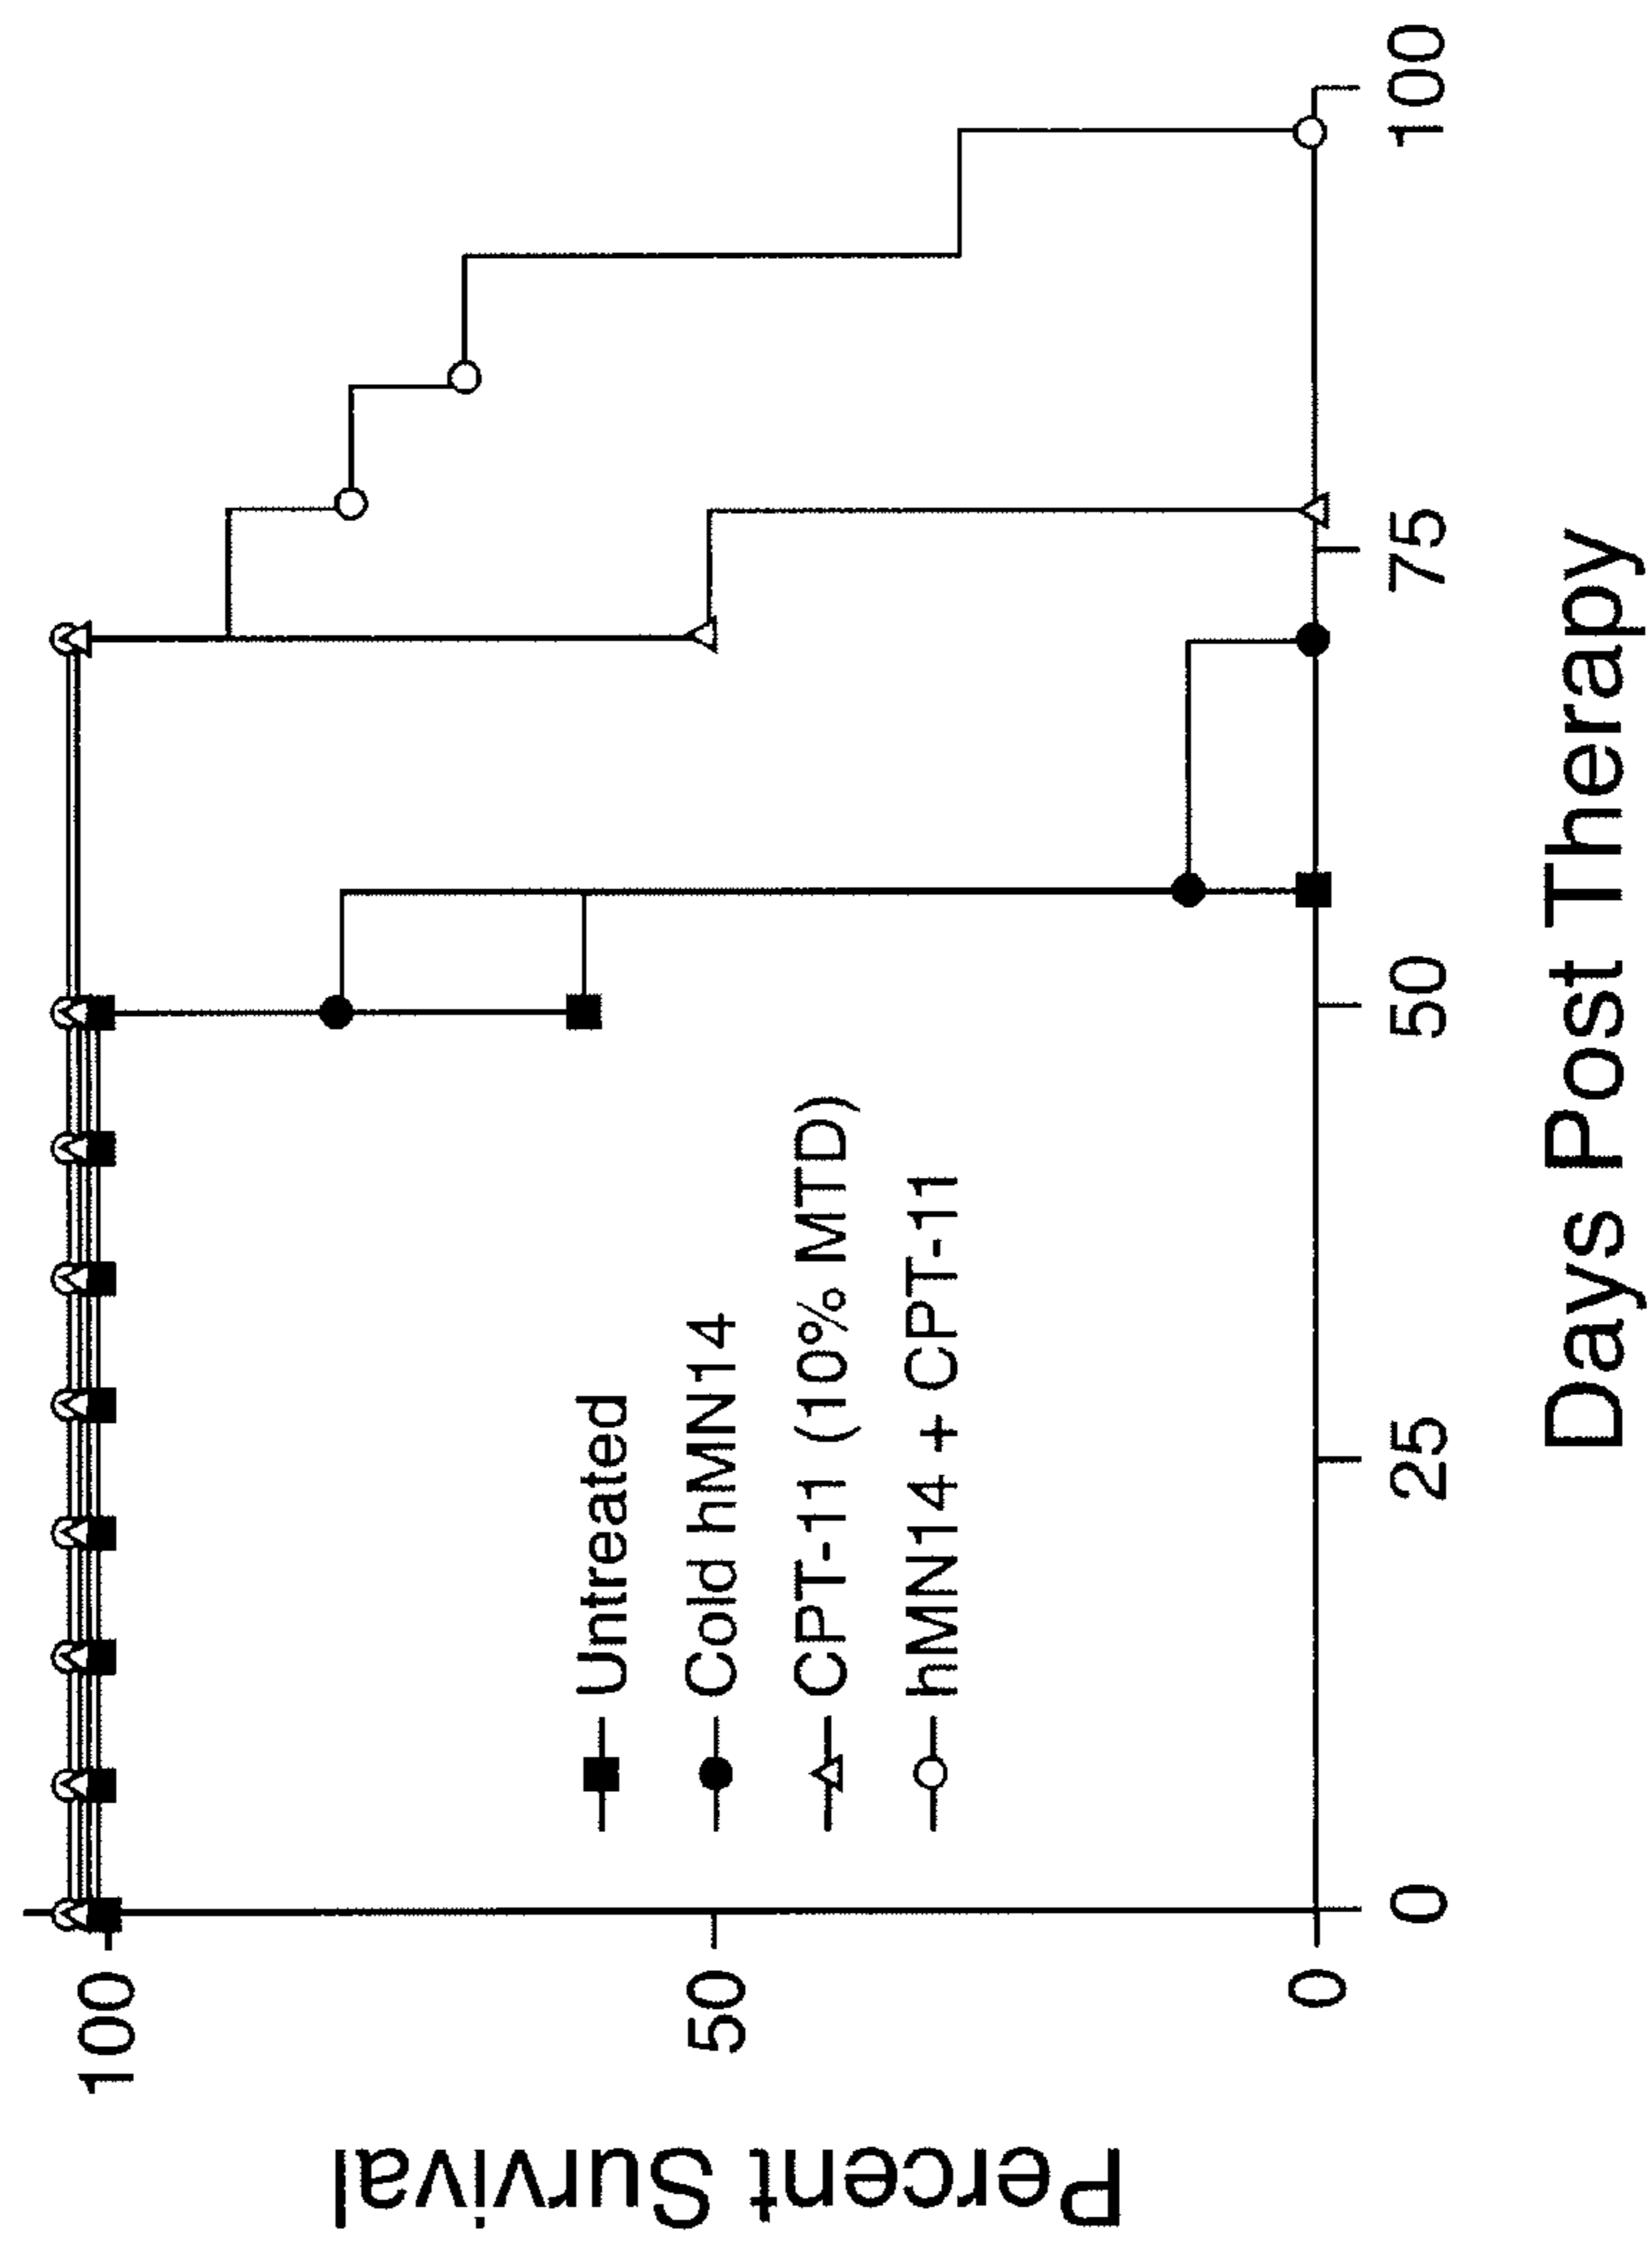 Percent Survival
100
50
0
Untreated
Cold hMN14
CPT-11 (10% MTD)
hMN14 + CPT-11
0
25
50
75
100
Days Post Therapy